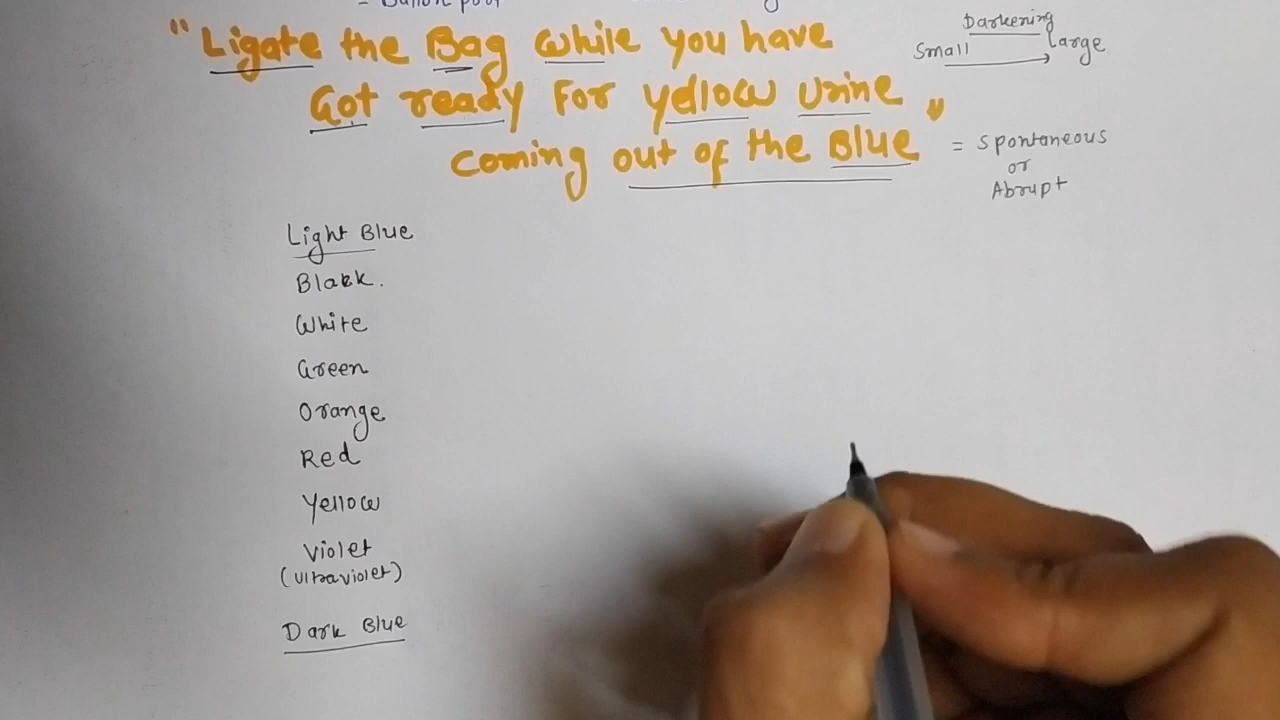 "Ligate the Bag while you have
Got ready For yellow Urine"
coming out of the Blue
Darkening
Small → large
= Spontaneous
or
Abrupt
Light Blue
Black.
White
Green
Orange
Red
Yellow
Violet
(Ultraviolet)
Dark Blue